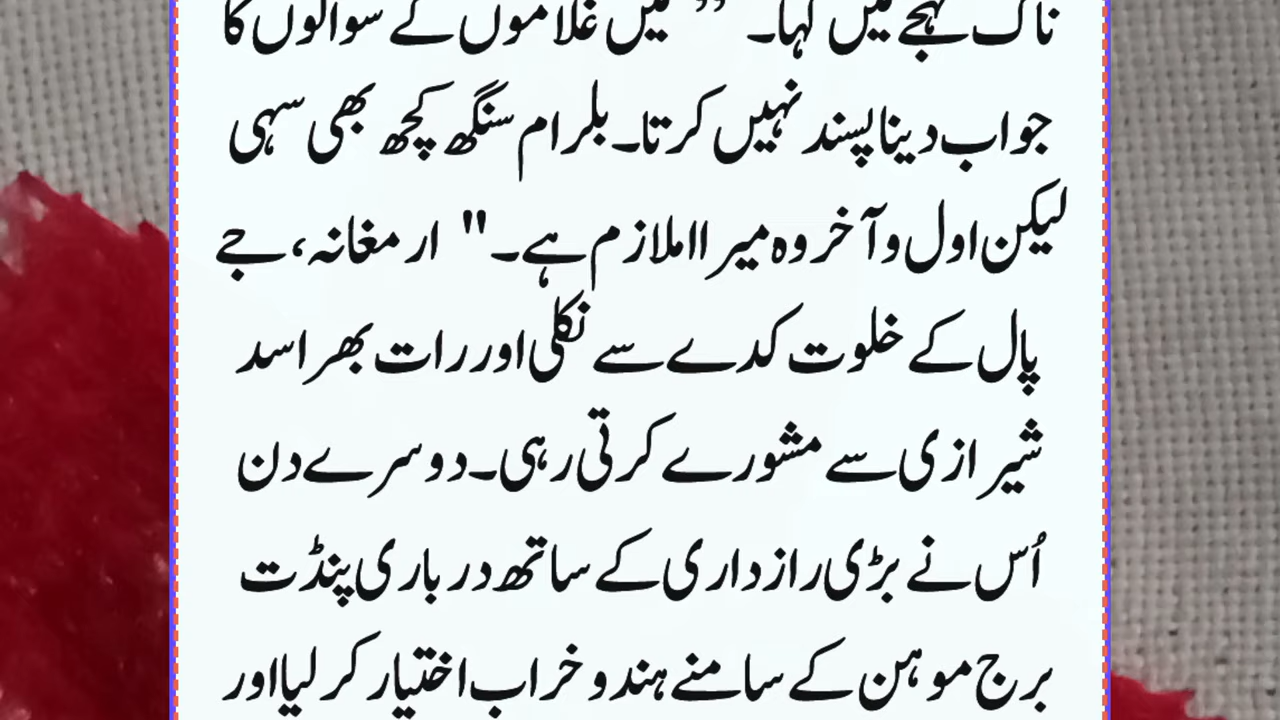 ناک لہجے میں کہا۔ ”میں غلاموں کے سوالوں کا
جواب دینا پسند نہیں کرتا۔ بلرام سنگھ کچھ بھی سہی
لیکن اول و آخر وہ میرا املازم ہے۔" ارمغانہ، جے
پال کے خلوت کدے سے نکلی اور رات بھر اسد
شیرازی سے مشورے کرتی رہی۔ دوسرے دن
اُس نے بڑی رازداری کے ساتھ درباری پنڈت
برج موہن کے سامنے ہندو خراب اختیار کر لیا اور